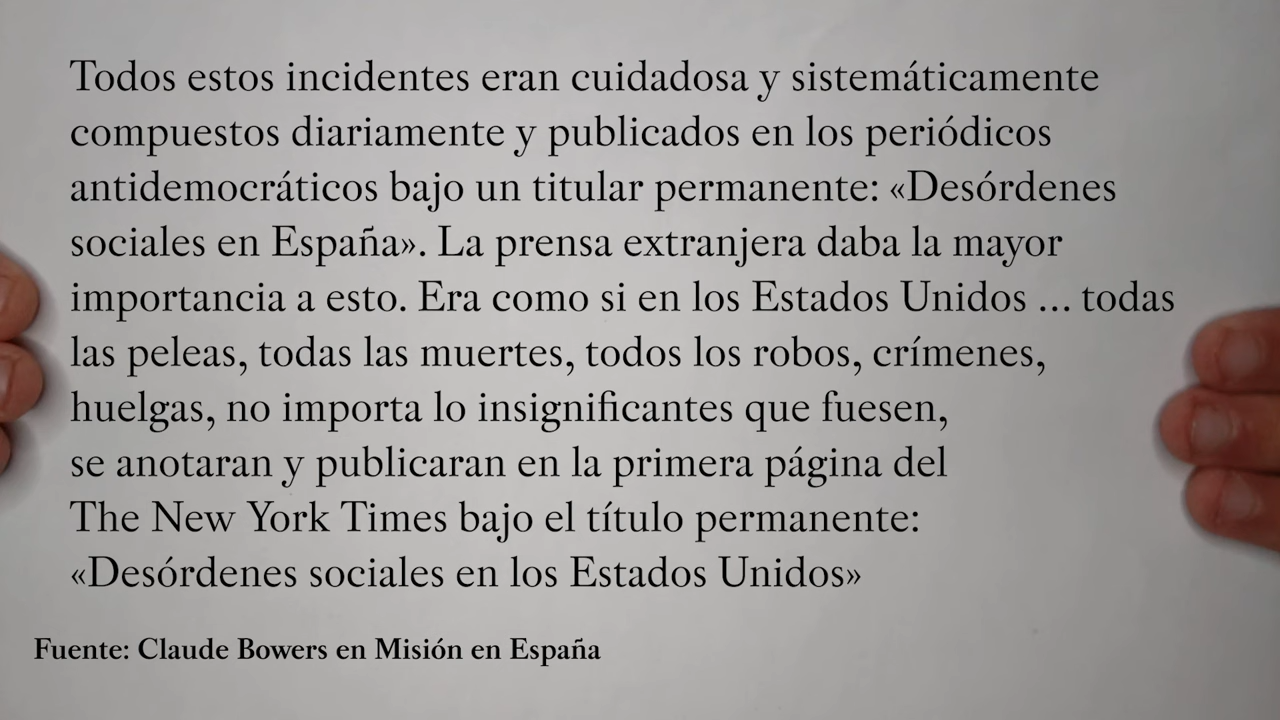 Todos estos incidentes eran cuidadosa y sistemáticamente
compuestos diariamente y publicados en los periódicos
antidemocráticos bajo un titular permanente: «Desórdenes
sociales en España». La prensa extranjera daba la mayor
importancia a esto. Era como si en los Estados Unidos ... todas
las peleas, todas las muertes, todos los robos, crímenes,
huelgas, no importa lo insignificantes que fuesen,
se anotaran y publicaran en la primera página del
The New York Times bajo el título permanente:
«Desórdenes sociales en los Estados Unidos»
Fuente: Claude Bowers en Misión en España